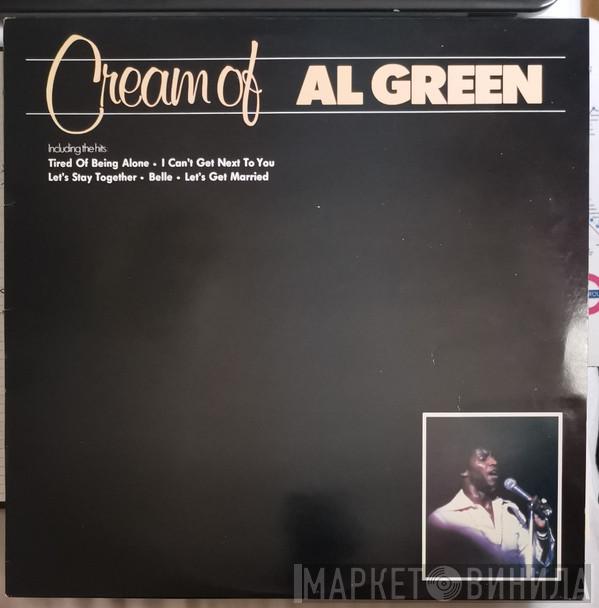 Cream of AL GREEN
Including the hits:
Tired Of Being Alone • I Can't Get Next To You
Let's Stay Together • Belle • Let's Get Married
МАРКЕТ ВИНИЛА